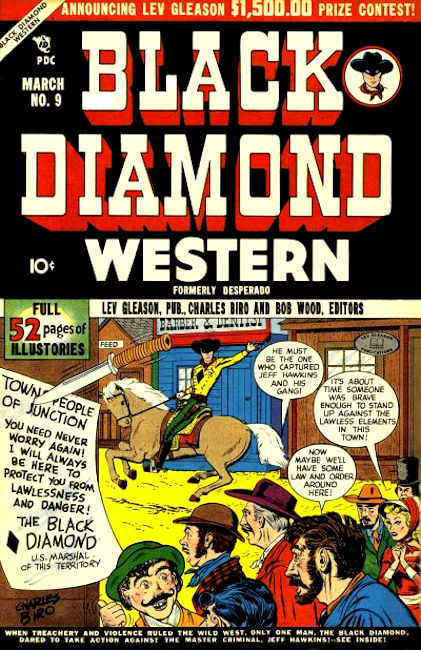 ANNOUNCING LEV GLEASON $1,500.00 PRIZE CONTEST!
BLACK DIAMOND
WESTERN
PDC
MARCH
NO. 9
BLACK
DIAMOND
WESTERN
10¢
FORMERLY DESPERADO
FULL
52 pages of
ILLUSTORIES
LEV GLEASON, PUB., CHARLES BIRO AND BOB WOOD, EDITORS
BARBER & DENTIST
FEED
HE MUST
BE THE ONE
WHO CAPTURED
JEFF HAWKINS
AND HIS
GANG!
IT'S ABOUT
TIME SOMEONE
WAS BRAVE
ENOUGH TO STAND
UP AGAINST THE
LAWLESS ELEMENTS
IN THIS
TOWN!
NOW
MAYBE WE'LL
HAVE SOME
LAW AND ORDER
AROUND
HERE!
TOWN PEOPLE
OF JUNCTION
YOU NEED NEVER
WORRY AGAIN!
I WILL ALWAYS
BE HERE TO
PROTECT YOU FROM
LAWLESSNESS
AND DANGER!
THE BLACK
DIAMOND
U.S. MARSHAL
OF THIS TERRITORY
CHARLES
BIRO
WHEN TREACHERY AND VIOLENCE RULED THE WILD WEST, ONLY ONE MAN, THE BLACK DIAMOND,
DARED TO TAKE ACTION AGAINST THE MASTER CRIMINAL, JEFF HAWKINS!--SEE INSIDE!